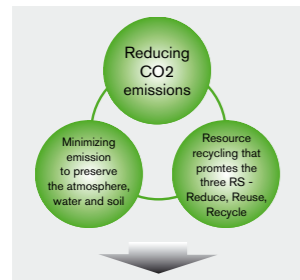 Reducing
CO2
emissions
Minimizing
emission
to preserve
the atmosphere,
water and soil
Resource
recycling that
promtes the
three RS -
Reduce, Reuse,
Recycle